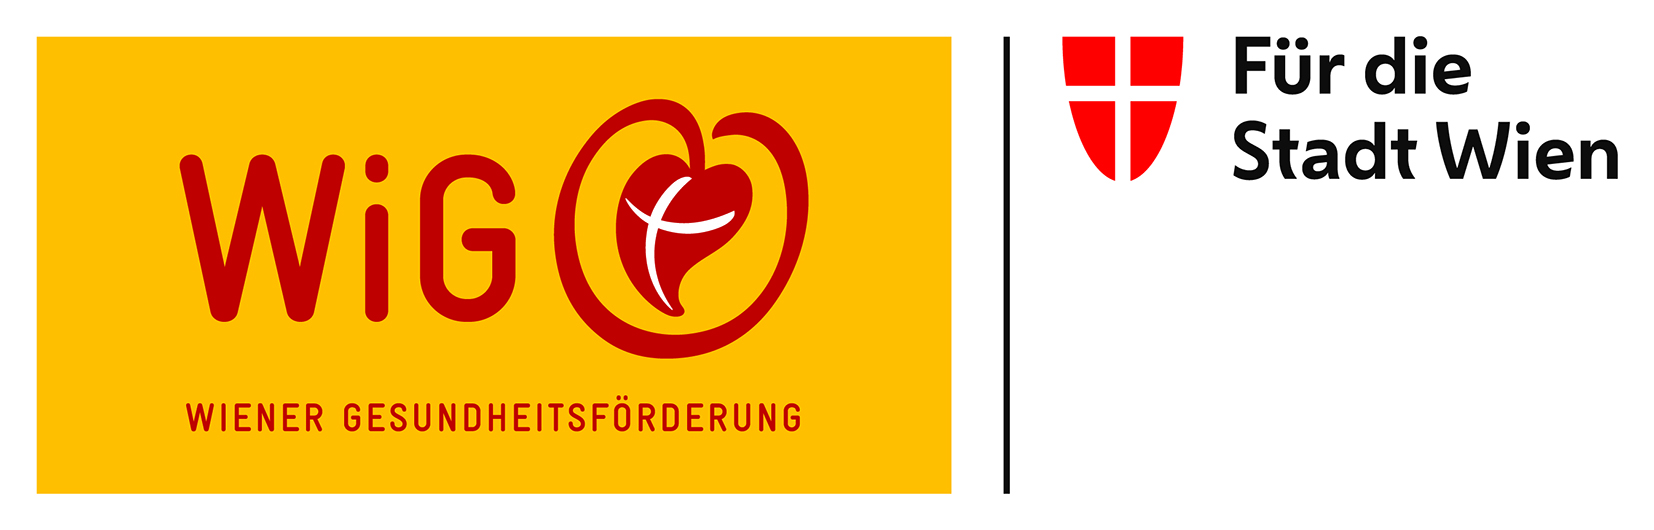 WiG
WIENER GESUNDHEITSFÖRDERUNG
Für die
Stadt Wien